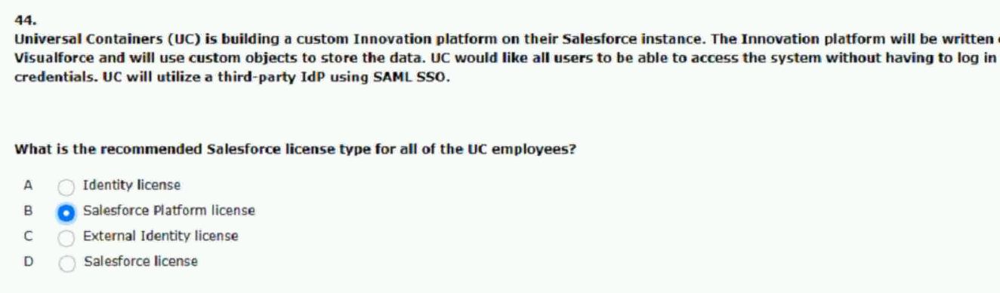 44.
Universal Containers (UC) is building a custom Innovation platform on their Salesforce instance. The Innovation platform will be written
Visualforce and will use custom objects to store the data. UC would like all users to be able to access the system without having to log in
credentials. UC will utilize a third-party IdP using SAML SSO.
What is the recommended Salesforce license type for all of the UC employees?
A Identity license
B Salesforce Platform license
C External Identity license
D Salesforce license